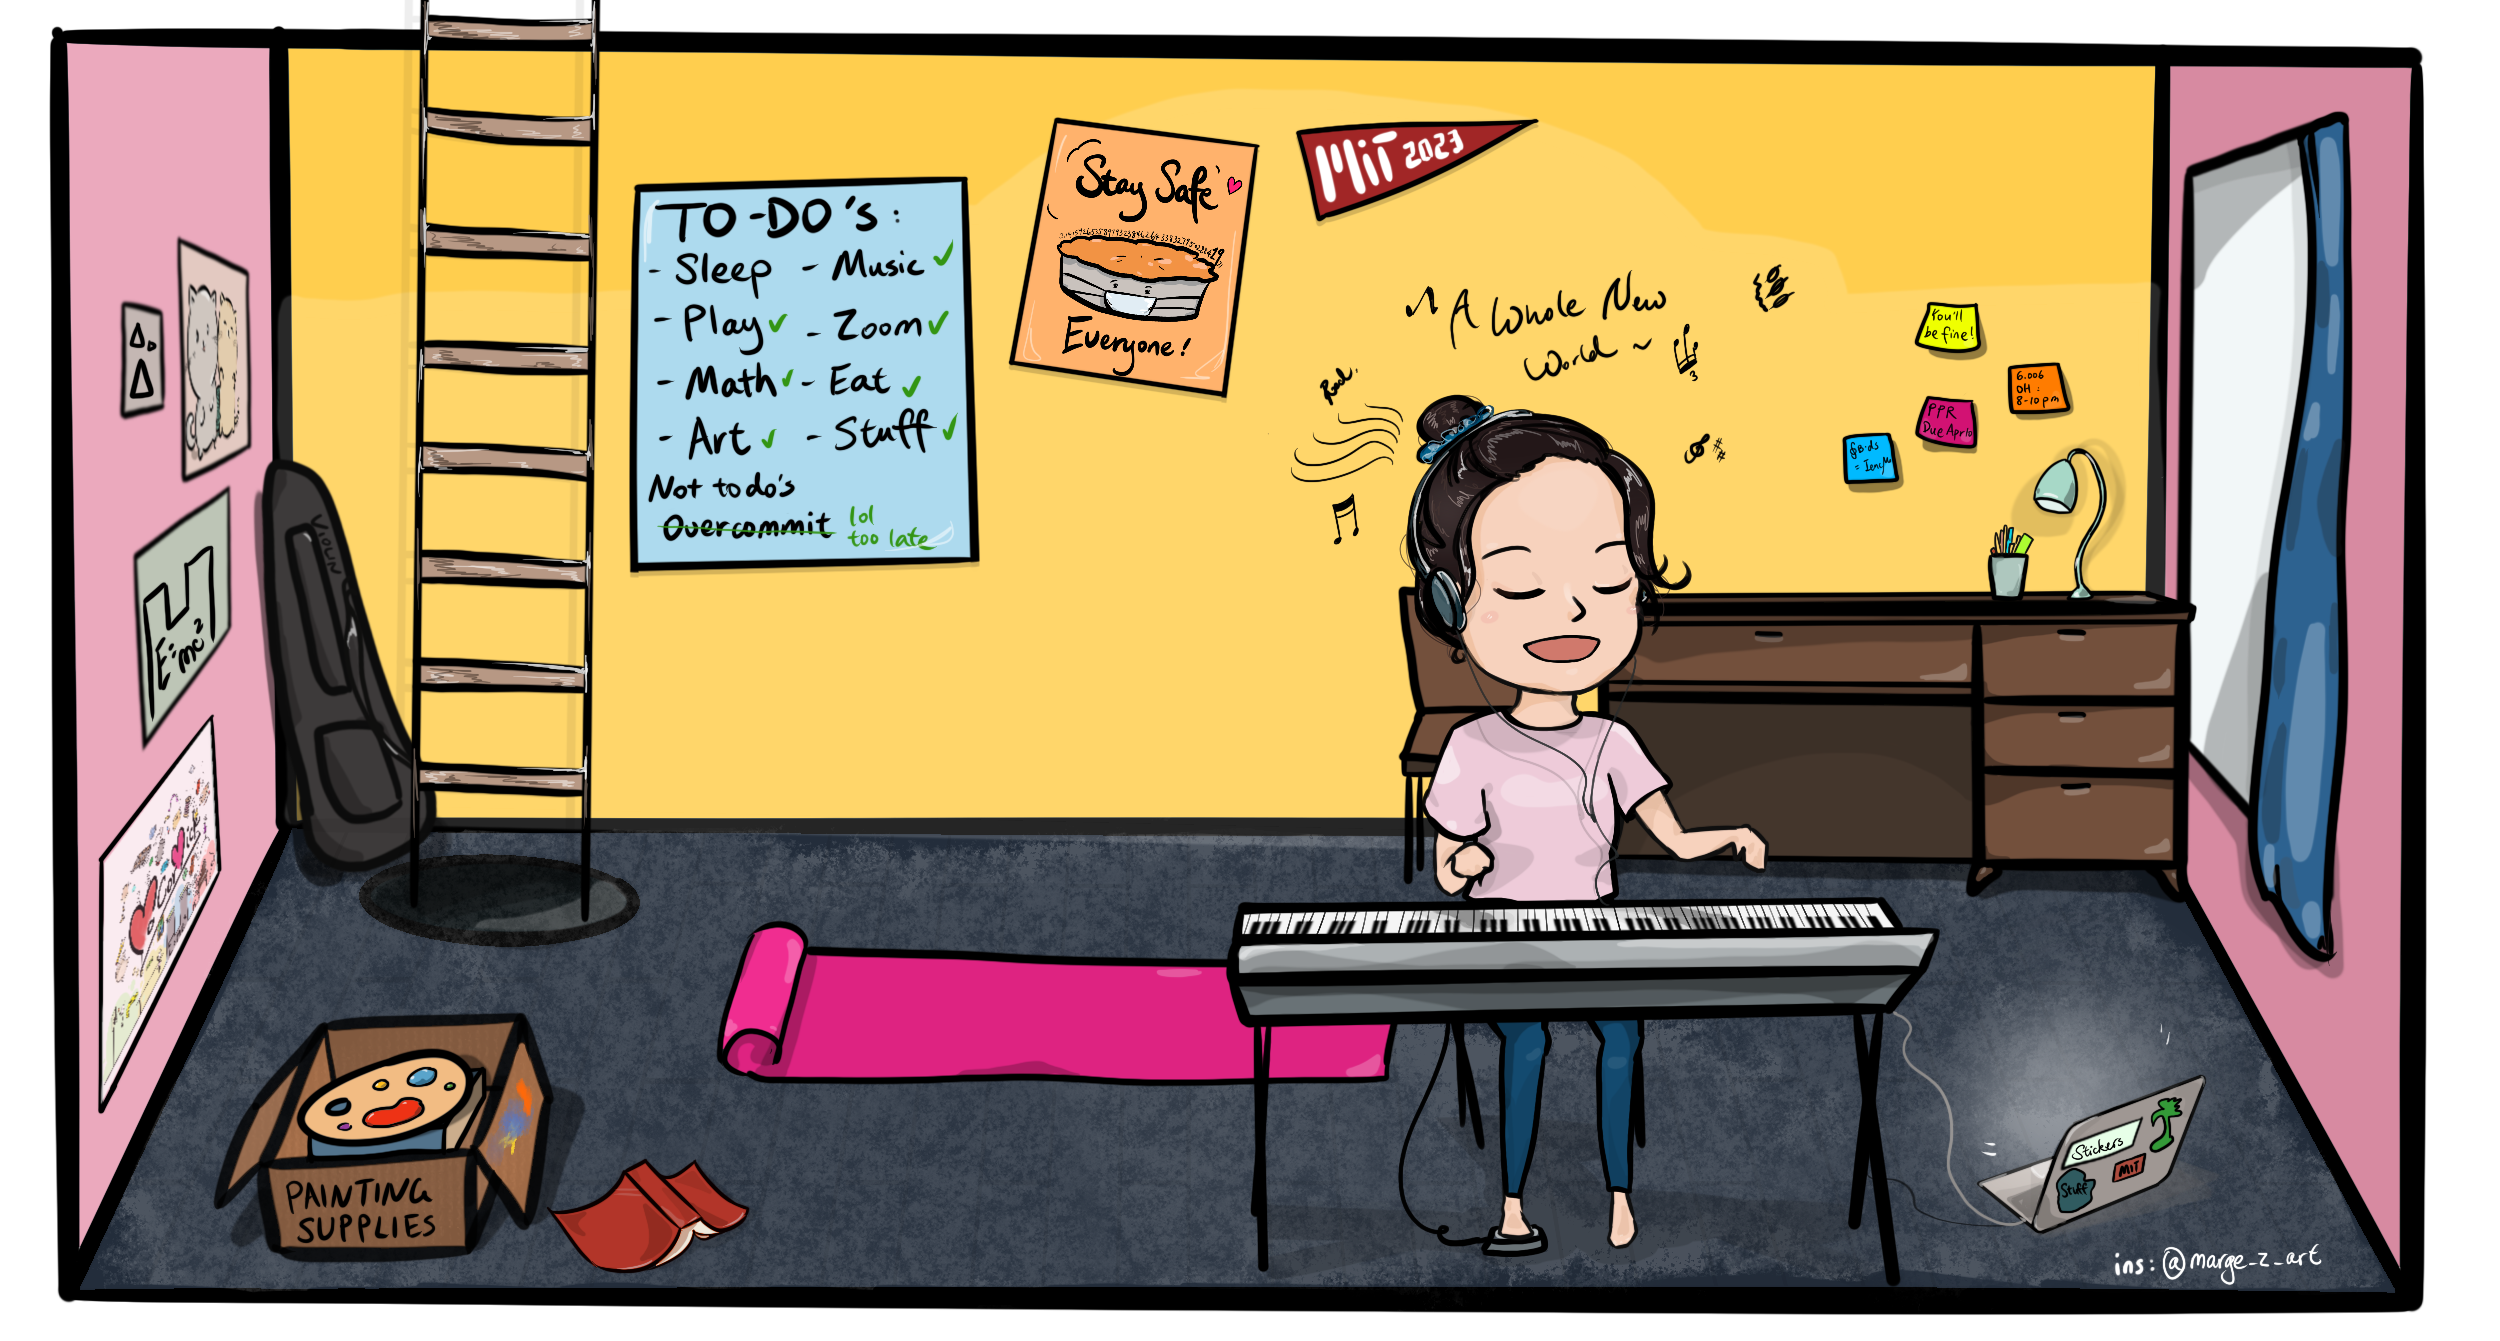 TO-DO's:
- Sleep - Music ✓
- Play ✓ - Zoom ✓
- Math ✓ - Eat ✓
- Art ✓ - Stuff ✓
Not to do's
Overcommit lol
too late
Stay Safe
Everyone!
MIT 2023
A Whole New
World ~
3
You'll
be fine!
6.006
OH:
8-10pm
PPR
Due Apr10
VIOLIN
E=mc²
PAINTING
SUPPLIES
Stickers
MIT
Stuff
ins: @marge_z_art